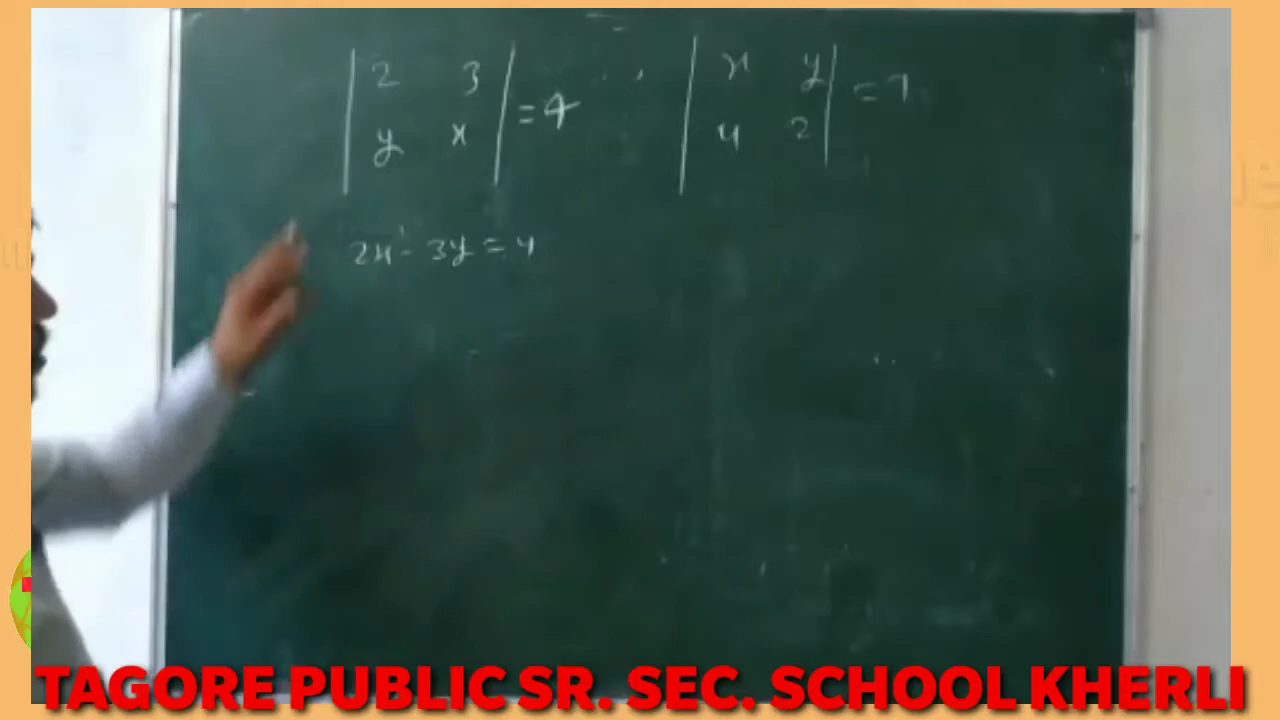 | 2 3 | = 4 , | x y | = 7
| y x | | 4 2 |
2x - 3y = 4
TAGORE PUBLIC SR. SEC. SCHOOL KHERLI